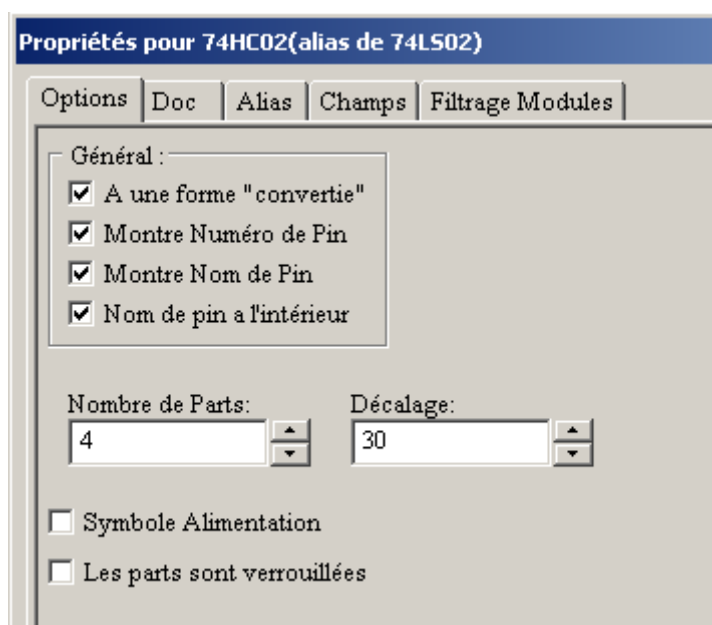 Propriétés pour 74HC02(alias de 74LS02)
Options Doc Alias Champs Filtrage Modules
Général :
A une forme "convertie"
Montre Numéro de Pin
Montre Nom de Pin
Nom de pin a l'intérieur
Nombre de Parts: Décalage:
4 30
Symbole Alimentation
Les parts sont verrouillées